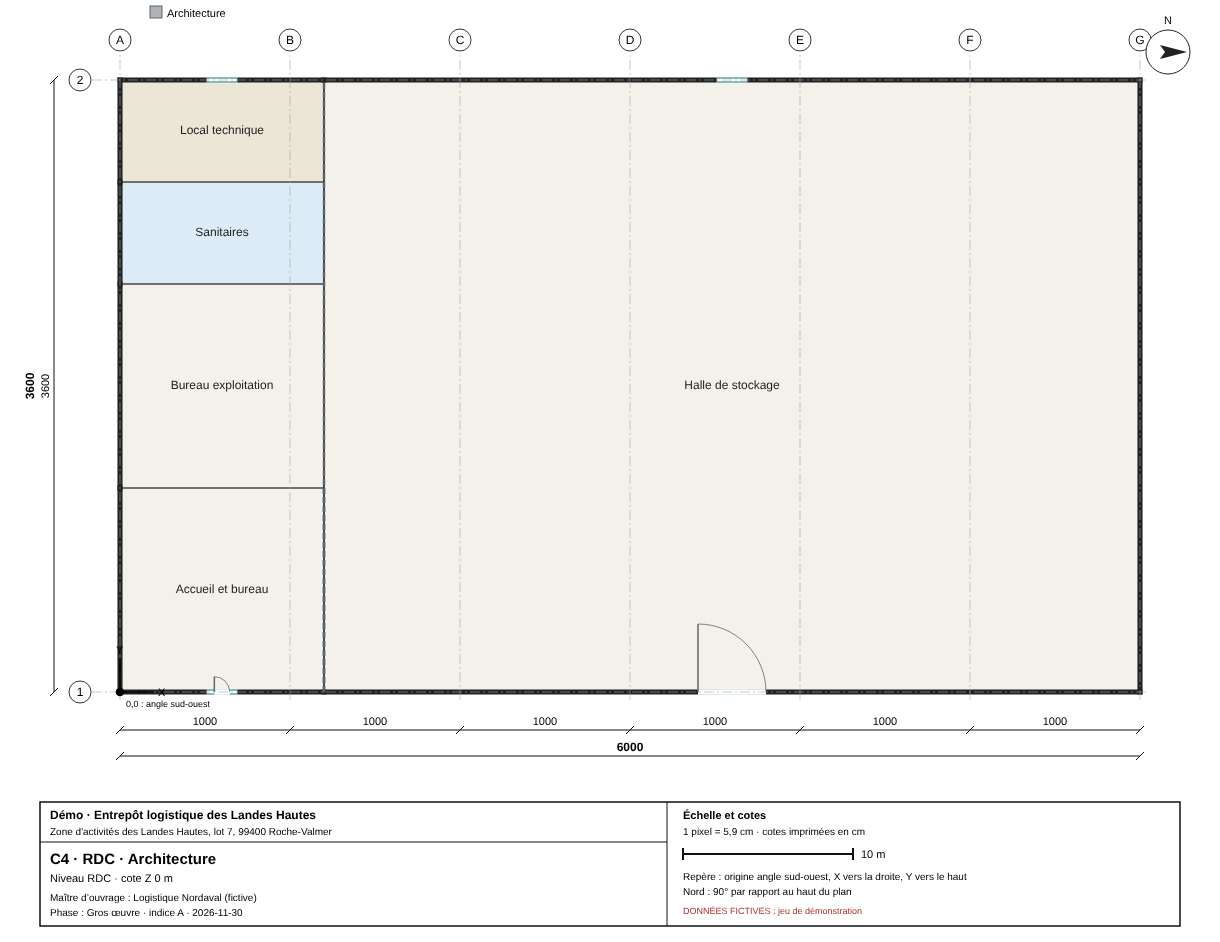 Architecture
N
A
B
C
D
E
F
G
2
Local technique
Sanitaires
3600
3600
Bureau exploitation
Halle de stockage
Accueil et bureau
Y
1
X
0,0 : angle sud-ouest
1000
1000
1000
1000
1000
1000
6000
Démo · Entrepôt logistique des Landes Hautes
Zone d'activités des Landes Hautes, lot 7, 99400 Roche-Valmer
C4 · RDC · Architecture
Niveau RDC · cote Z 0 m
Maître d'ouvrage : Logistique Nordaval (fictive)
Phase : Gros œuvre · indice A · 2026-11-30
Échelle et cotes
1 pixel = 5,9 cm · cotes imprimées en cm
10 m
Repère : origine angle sud-ouest, X vers la droite, Y vers le haut
Nord : 90° par rapport au haut du plan
DONNÉES FICTIVES : jeu de démonstration